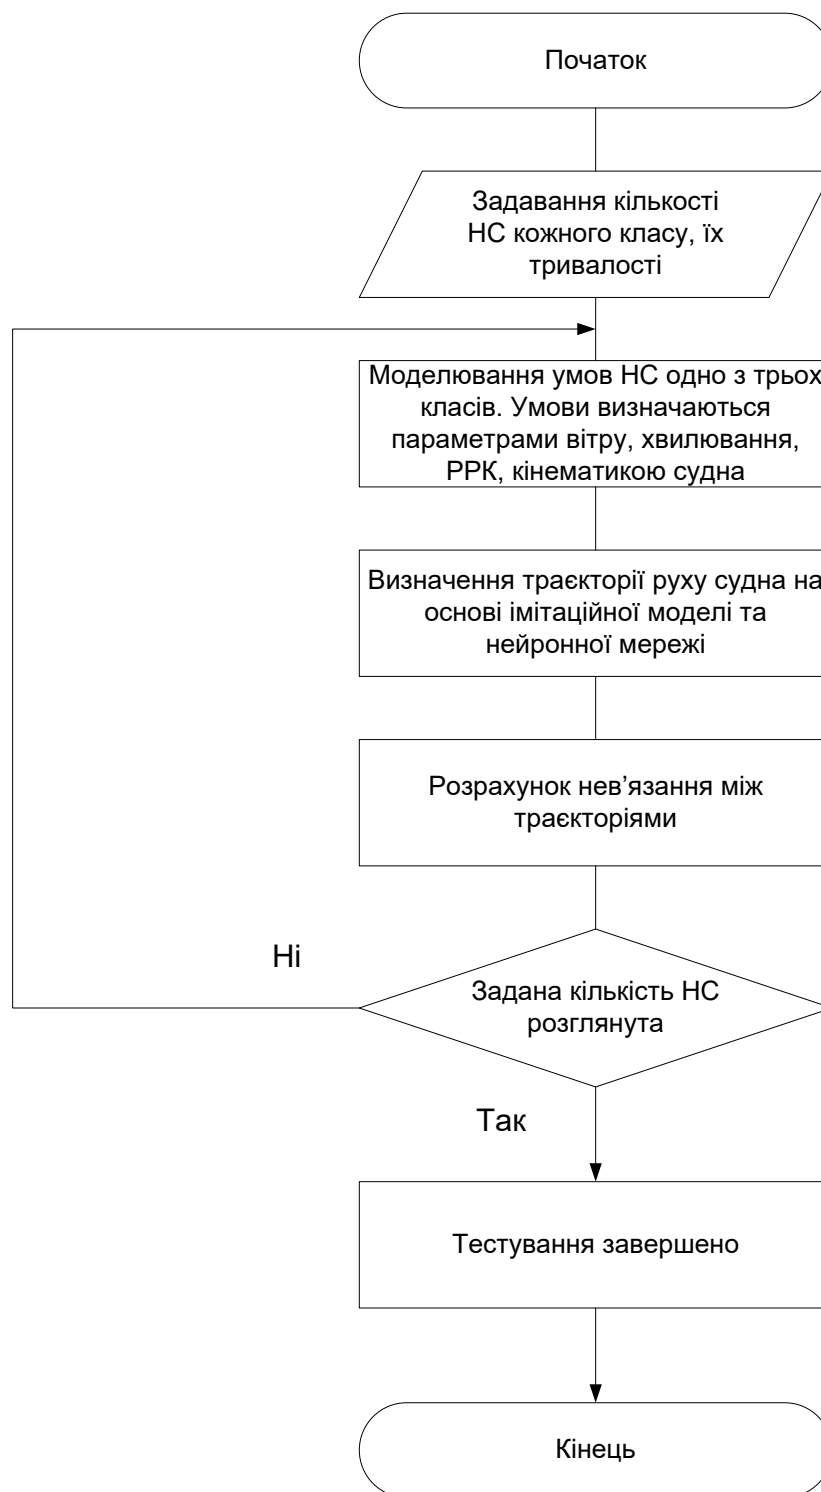 Початок
Задавання кількості
НС кожного класу, їх
тривалості
Моделювання умов НС одно з трьох
класів. Умови визначаються
параметрами вітру, хвилювання,
РРК, кінематикою судна
Визначення траєкторії руху судна на
основі імітаційної моделі та
нейронної мережі
Розрахунок нев’язання між
траєкторіями
Ні
Задана кількість НС
розглянута
Так
Тестування завершено
Кінець